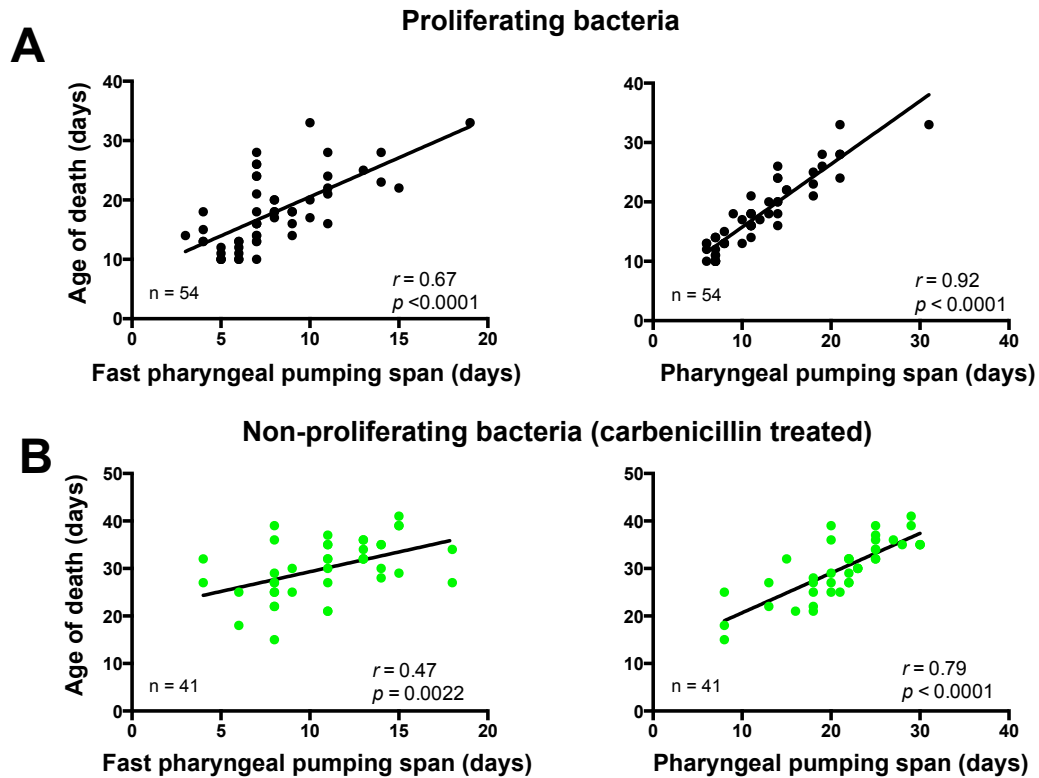 Proliferating bacteria
A
Age of death (days)
40
30
20
10
0
n = 54
r = 0.67
p <0.0001
0 5 10 15 20
Fast pharyngeal pumping span (days)
40
30
20
10
0
n = 54
r = 0.92
p < 0.0001
0 10 20 30 40
Pharyngeal pumping span (days)
Non-proliferating bacteria (carbenicillin treated)
B
Age of death (days)
50
40
30
20
10
0
n = 41
r = 0.47
p = 0.0022
0 5 10 15 20
Fast pharyngeal pumping span (days)
50
40
30
20
10
0
n = 41
r = 0.79
p <0.0001
0 10 20 30 40
Pharyngeal pumping span (days)